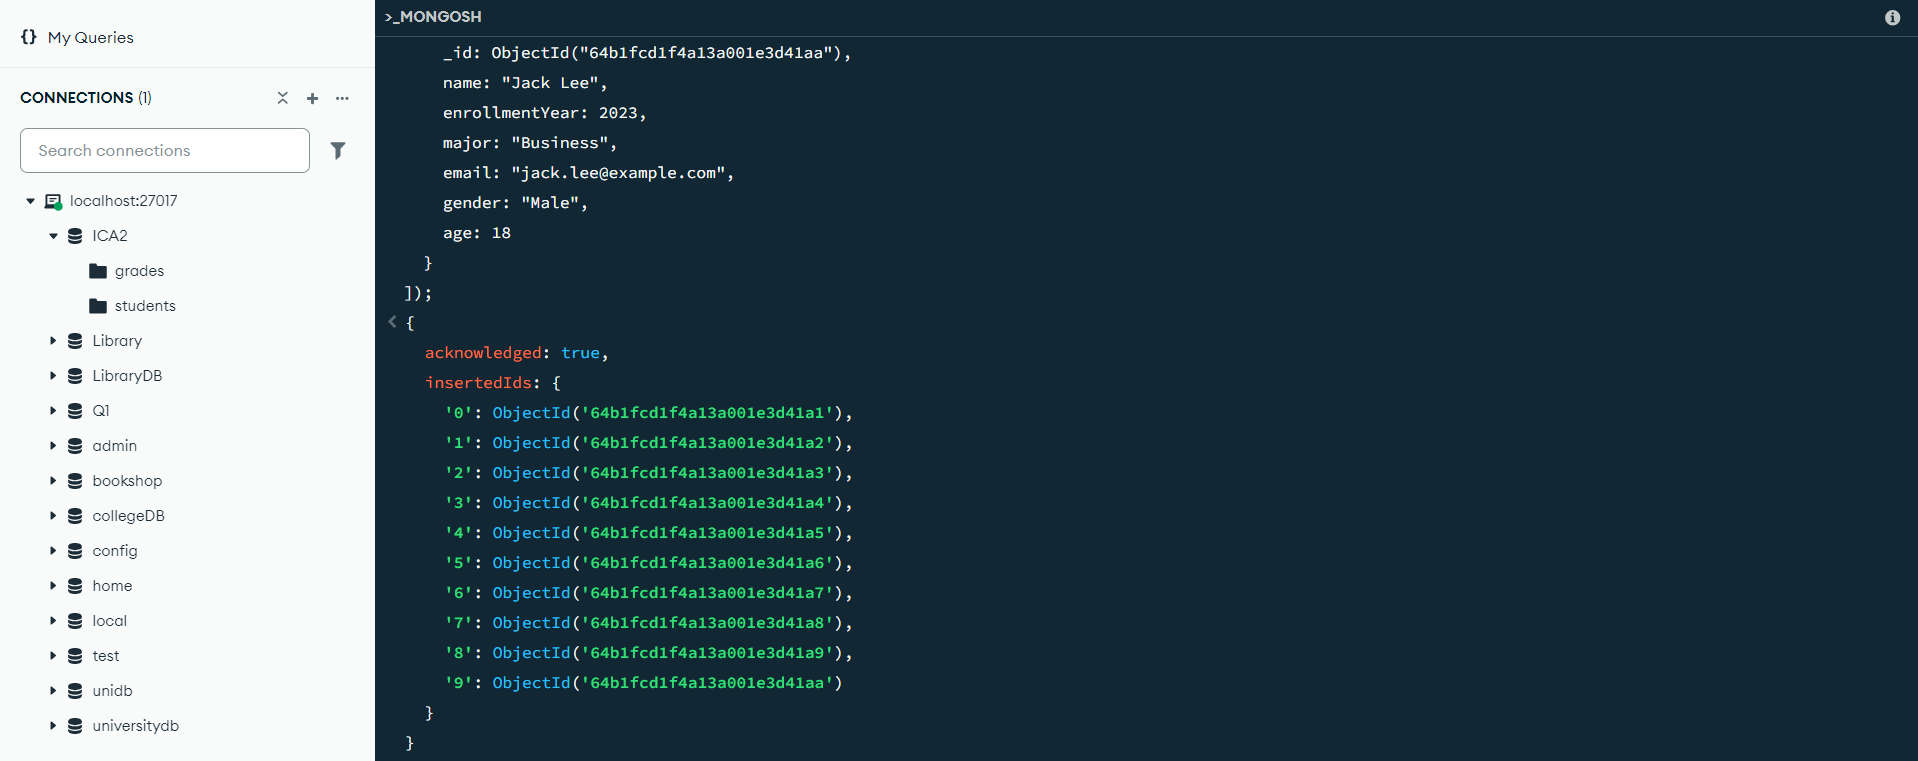 {} My Queries
CONNECTIONS (1)
Search connections
localhost:27017
ICA2
grades
students
Library
LibraryDB
Q1
admin
bookshop
collegeDB
config
home
local
test
unidb
universitydb
>_MONGOSH
_id: ObjectId("64b1fcd1f4a13a001e3d41aa"),
name: "Jack Lee",
enrollmentYear: 2023,
major: "Business",
email: "jack.lee@example.com",
gender: "Male",
age: 18
}
]);
< {
acknowledged: true,
insertedIds: {
'0': ObjectId('64b1fcd1f4a13a001e3d41a1'),
'1': ObjectId('64b1fcd1f4a13a001e3d41a2'),
'2': ObjectId('64b1fcd1f4a13a001e3d41a3'),
'3': ObjectId('64b1fcd1f4a13a001e3d41a4'),
'4': ObjectId('64b1fcd1f4a13a001e3d41a5'),
'5': ObjectId('64b1fcd1f4a13a001e3d41a6'),
'6': ObjectId('64b1fcd1f4a13a001e3d41a7'),
'7': ObjectId('64b1fcd1f4a13a001e3d41a8'),
'8': ObjectId('64b1fcd1f4a13a001e3d41a9'),
'9': ObjectId('64b1fcd1f4a13a001e3d41aa')
}
}